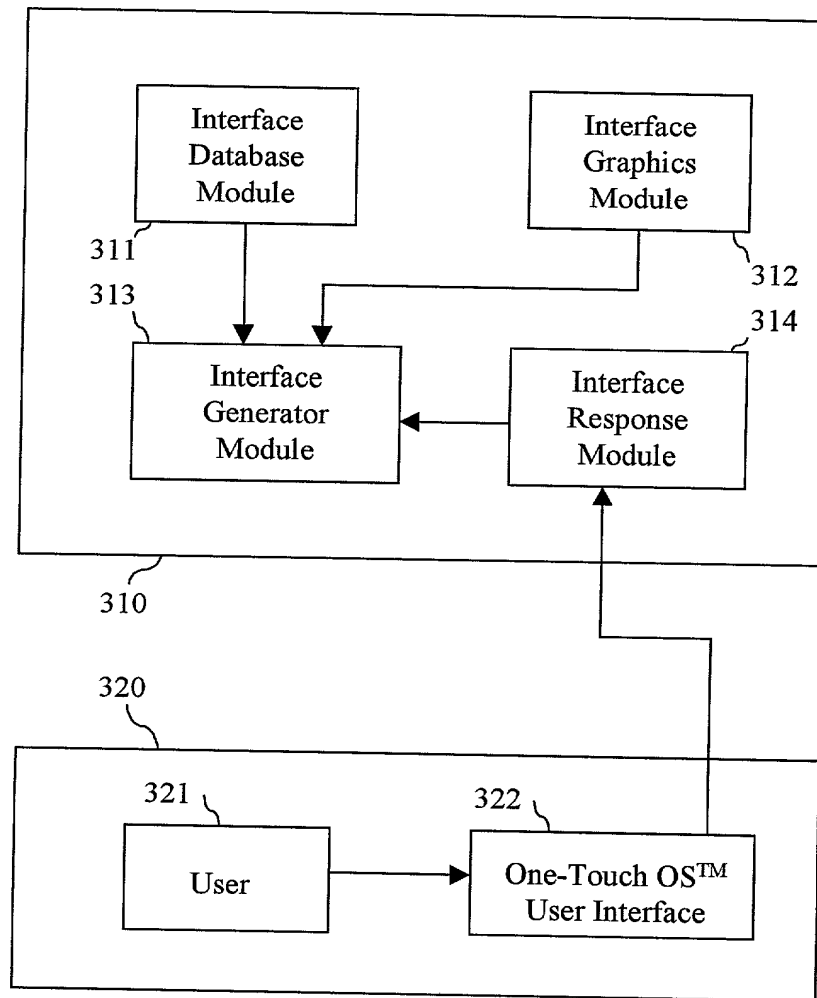 Interface
Database
Module
Interface
Graphics
Module
311
312
313
314
Interface
Generator
Module
Interface
Response
Module
310
320
321
322
User
One-Touch OS™
User Interface